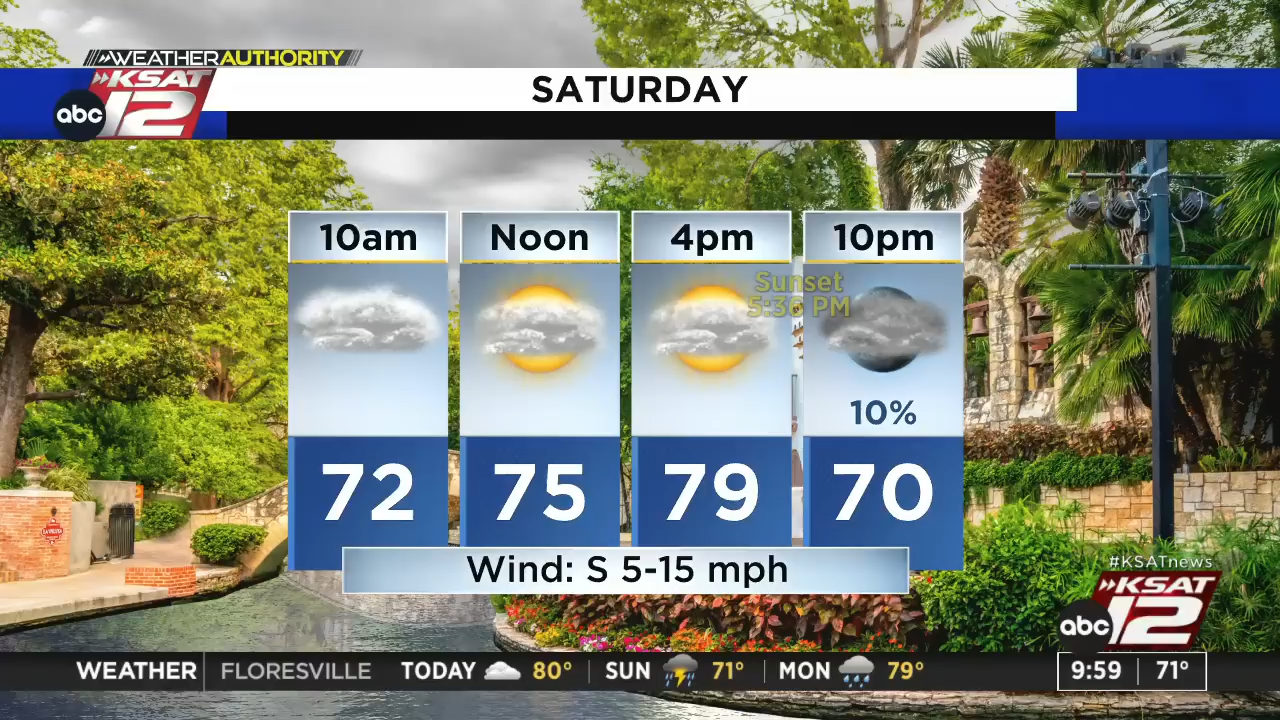 WEATHER AUTHORITY
KSAT
abc 12
SATURDAY
10am Noon 4pm 10pm
Sunset
5:36 PM
10%
72 75 79 70
Wind: S 5-15 mph
#KSATnews
KSAT
abc 12
WEATHER FLORESVILLE TODAY 80° SUN 71° MON 79° 9:59 71°